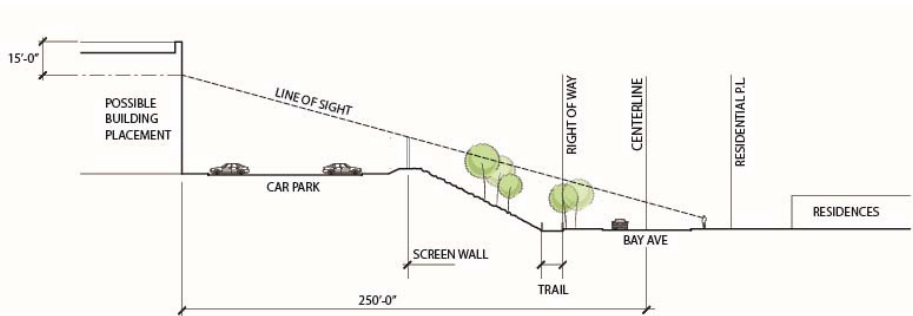 15'-0"
POSSIBLE
BUILDING
PLACEMENT
LINE OF SIGHT
CAR PARK
SCREEN WALL
TRAIL
RIGHT OF WAY
CENTERLINE
RESIDENTIAL P.L.
BAY AVE
RESIDENCES
250'-0"